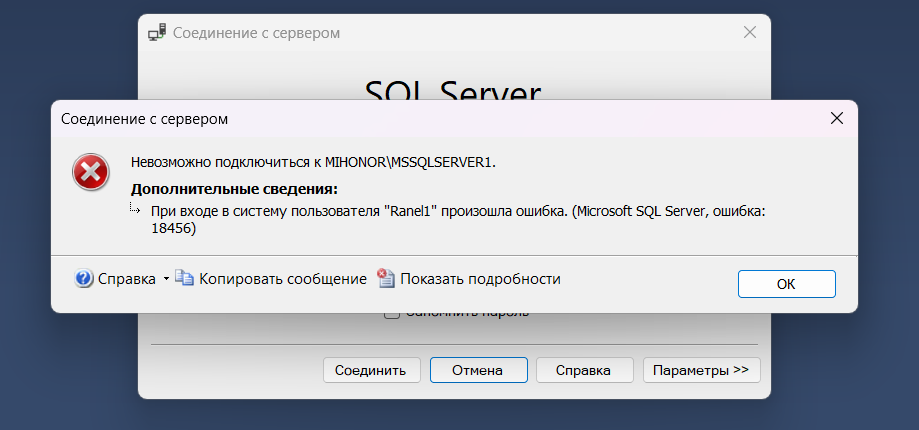 Соединение с сервером
SQL Server
Соединение с сервером
Невозможно подключиться к MIHONOR\MSSQLSERVER1.
Дополнительные сведения:
При входе в систему пользователя "Ranel1" произошла ошибка. (Microsoft SQL Server, ошибка:
18456)
Справка
Копировать сообщение
Показать подробности
ОК
Запомнить пароль
Соединить
Отмена
Справка
Параметры >>